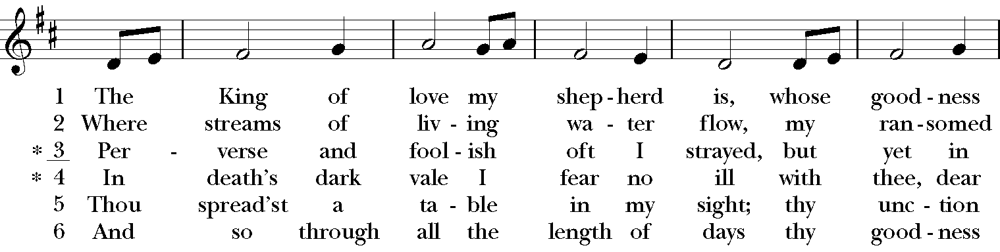 1 The King of love my shep - herd is, whose good - ness
2 Where streams of liv - ing wa - ter flow, my ran - somed
* 3 Per - verse and fool - ish oft I strayed, but yet in
* 4 In death's dark vale I fear no ill with thee, dear
5 Thou spread'st a ta - ble in my sight; thy unc - tion
6 And so through all the length of days thy good - ness